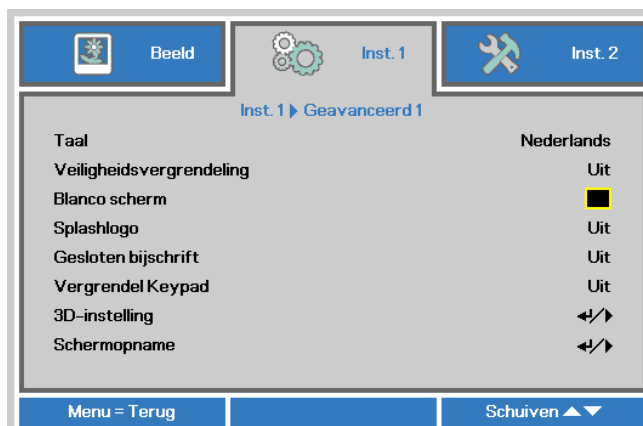 Beeld
Inst. 1
Inst. 2
Inst. 1 ▶ Geavanceerd 1
Taal Nederlands
Veiligheidsvergrendeling Uit
Blanco scherm
Splashlogo Uit
Gesloten bijschrift Uit
Vergrendel Keypad Uit
3D-instelling ↵/▶
Schermopname ↵/▶
Menu = Terug
Schuiven ▲▼